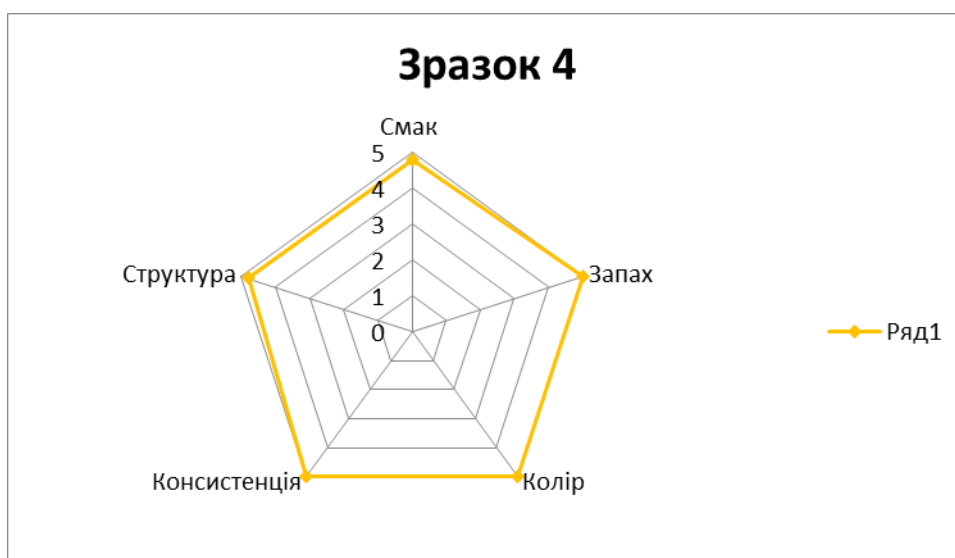 Зразок 4
Смак
5
4
3
2
1
0
Запах
Колір
Консистенція
Структура
Ряд1